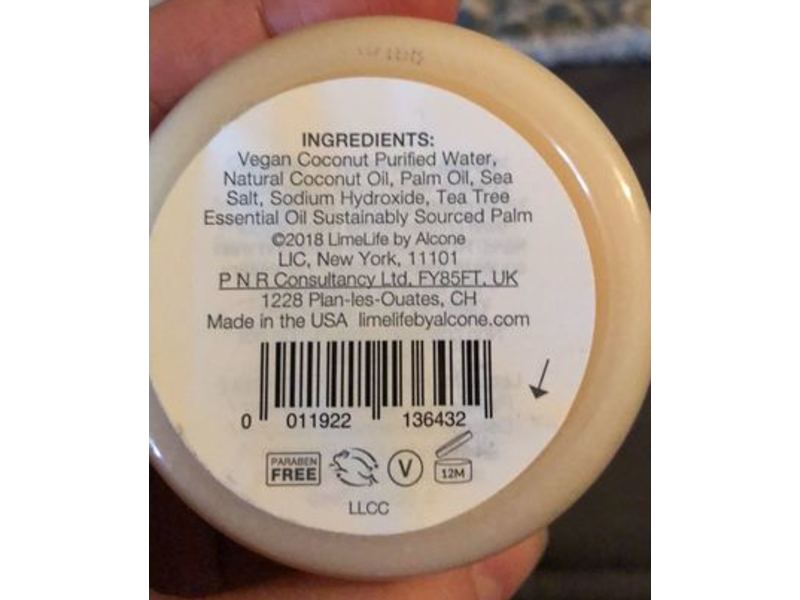 INGREDIENTS:
Vegan Coconut Purified Water,
Natural Coconut Oil, Palm Oil, Sea
Salt, Sodium Hydroxide, Tea Tree
Essential Oil Sustainably Sourced Palm
©2018 LimeLife by Alcone
LIC, New York, 11101
P N R Consultancy Ltd, FY85FT, UK
1228 Plan-les-Ouates, CH
Made in the USA limelifebyalcone.com
0 011922 136432
PARABEN
FREE
V
12M
LLCC